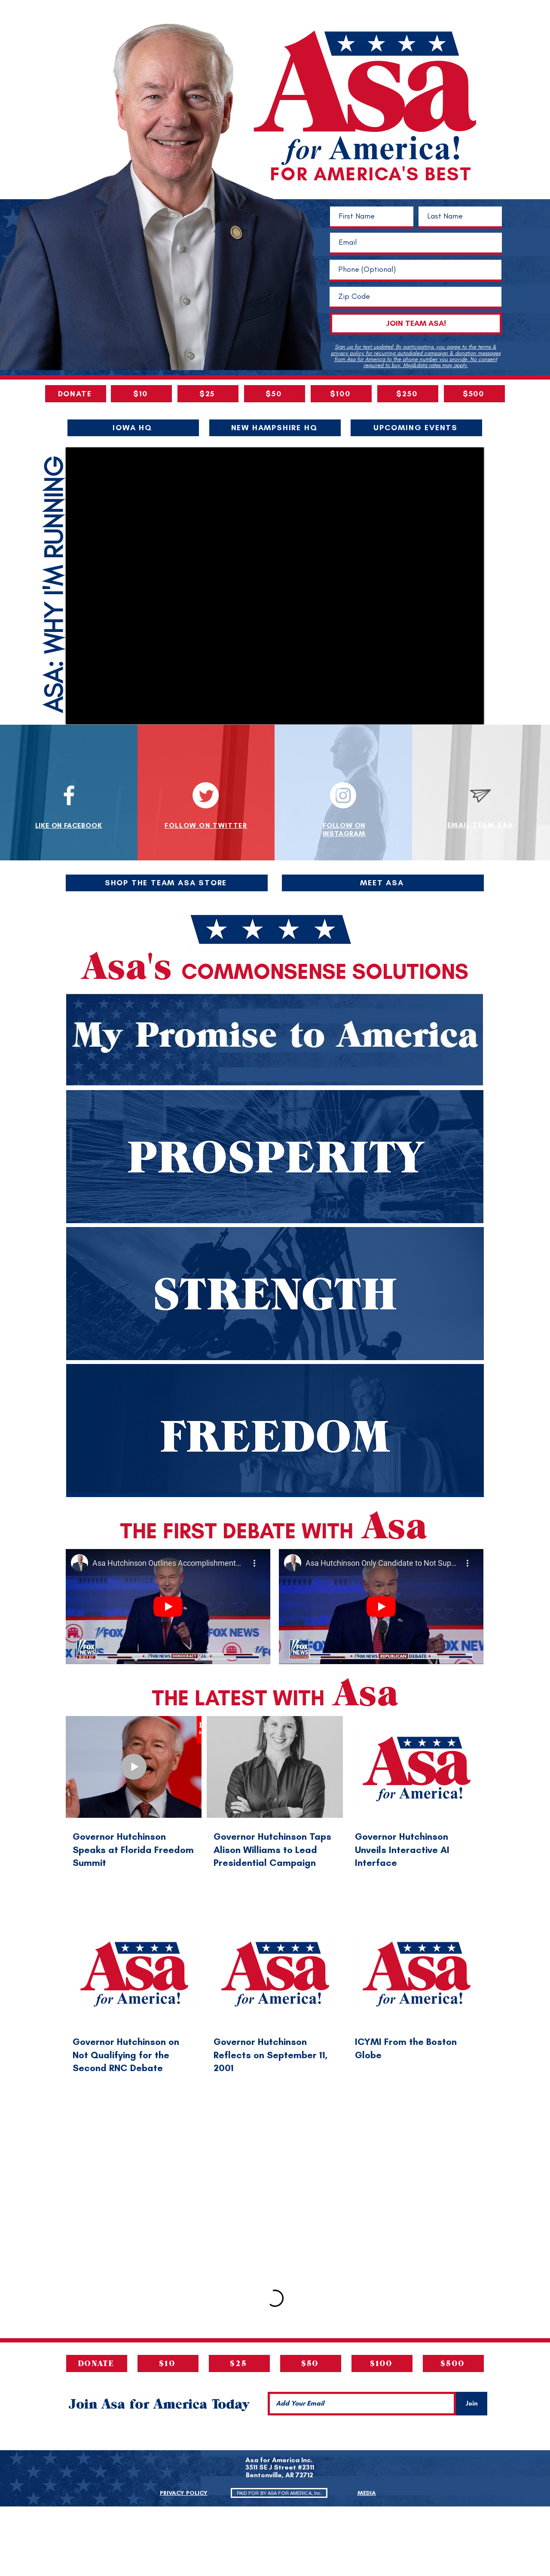 Asa
for America!
FOR AMERICA'S BEST
First Name
Last Name
Email
Phone (Optional)
Zip Code
JOIN TEAM ASA!
Sign up for text updates! By participating, you agree to the terms &
privacy policy for recurring autodialed campaign & donation messages
from Asa for America to the phone number you provide. No consent
required to buy. Msg&data rates may apply.
DONATE
$10
$25
$50
$100
$250
$500
IOWA HQ
NEW HAMPSHIRE HQ
UPCOMING EVENTS
ASA: WHY I'M RUNNING
LIKE ON FACEBOOK
FOLLOW ON TWITTER
FOLLOW ON
INSTAGRAM
EMAIL TEAM ASA
SHOP THE TEAM ASA STORE
MEET ASA
Asa's COMMONSENSE SOLUTIONS
My Promise to America
PROSPERITY
STRENGTH
FREEDOM
THE FIRST DEBATE WITH Asa
Asa Hutchinson Outlines Accomplishment...
Asa Hutchinson Only Candidate to Not Sup...
THE LATEST WITH Asa
Governor Hutchinson
Speaks at Florida Freedom
Summit
Governor Hutchinson Taps
Alison Williams to Lead
Presidential Campaign
Asa
for America!
Governor Hutchinson
Unveils Interactive AI
Interface
Asa
for America!
Governor Hutchinson on
Not Qualifying for the
Second RNC Debate
Asa
for America!
Governor Hutchinson
Reflects on September 11,
2001
Asa
for America!
ICYMI From the Boston
Globe
DONATE
$10
$25
$50
$100
$500
Join Asa for America Today
Add Your Email
Join
Asa for America Inc.
3511 SE J Street #2311
Bentonville, AR 72712
PRIVACY POLICY
PAID FOR BY ASA FOR AMERICA, Inc.
MEDIA